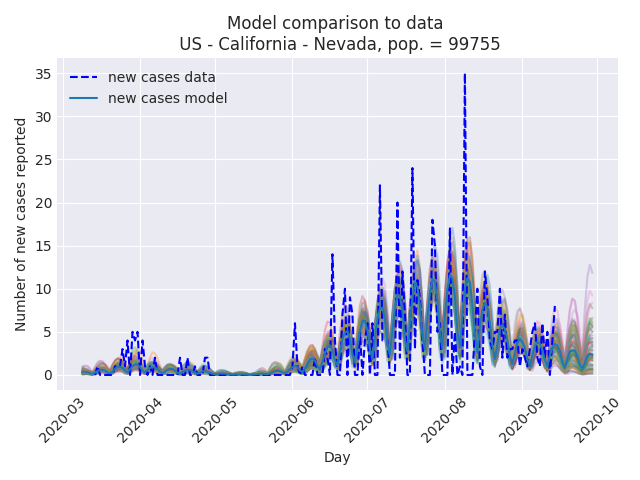 Model comparison to data
US - California - Nevada, pop. = 99755
new cases data
new cases model
Number of new cases reported
35
30
25
20
15
10
5
0
2020-03
2020-04
2020-05
2020-06
2020-07
2020-08
2020-09
2020-10
Day